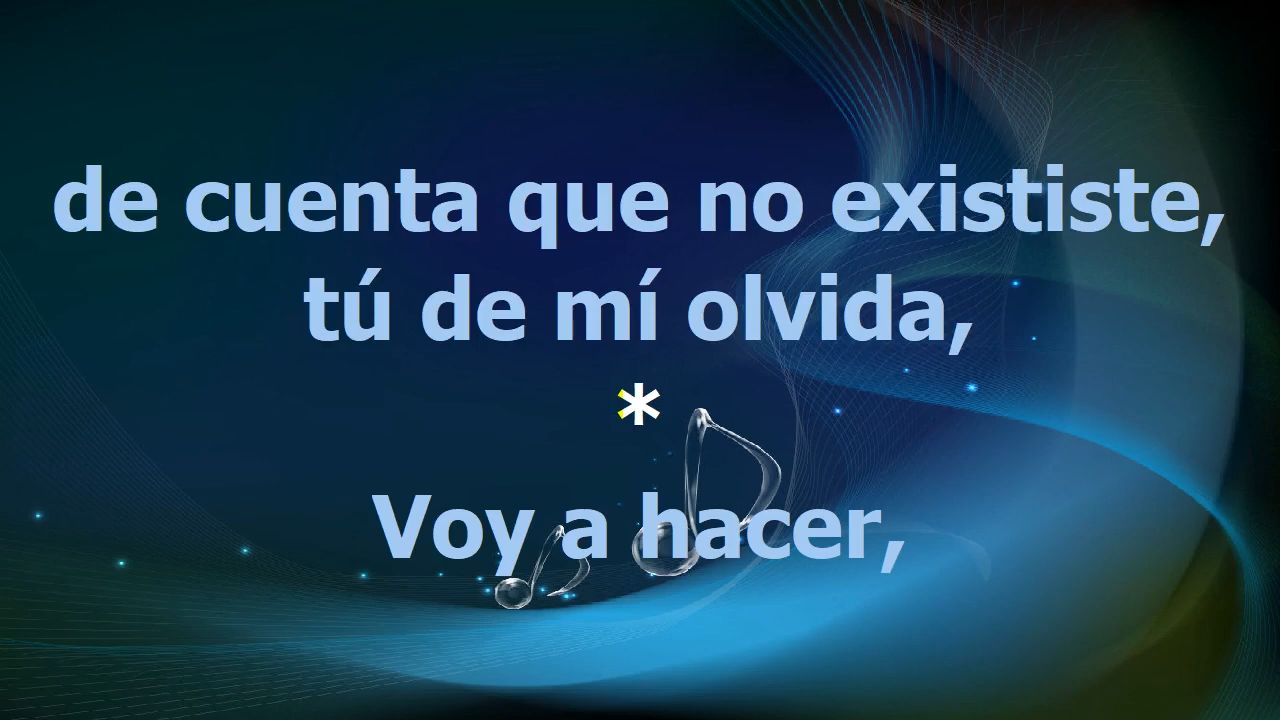 de cuenta que no exististe,
tú de mí olvida,
*
Voy a hacer,